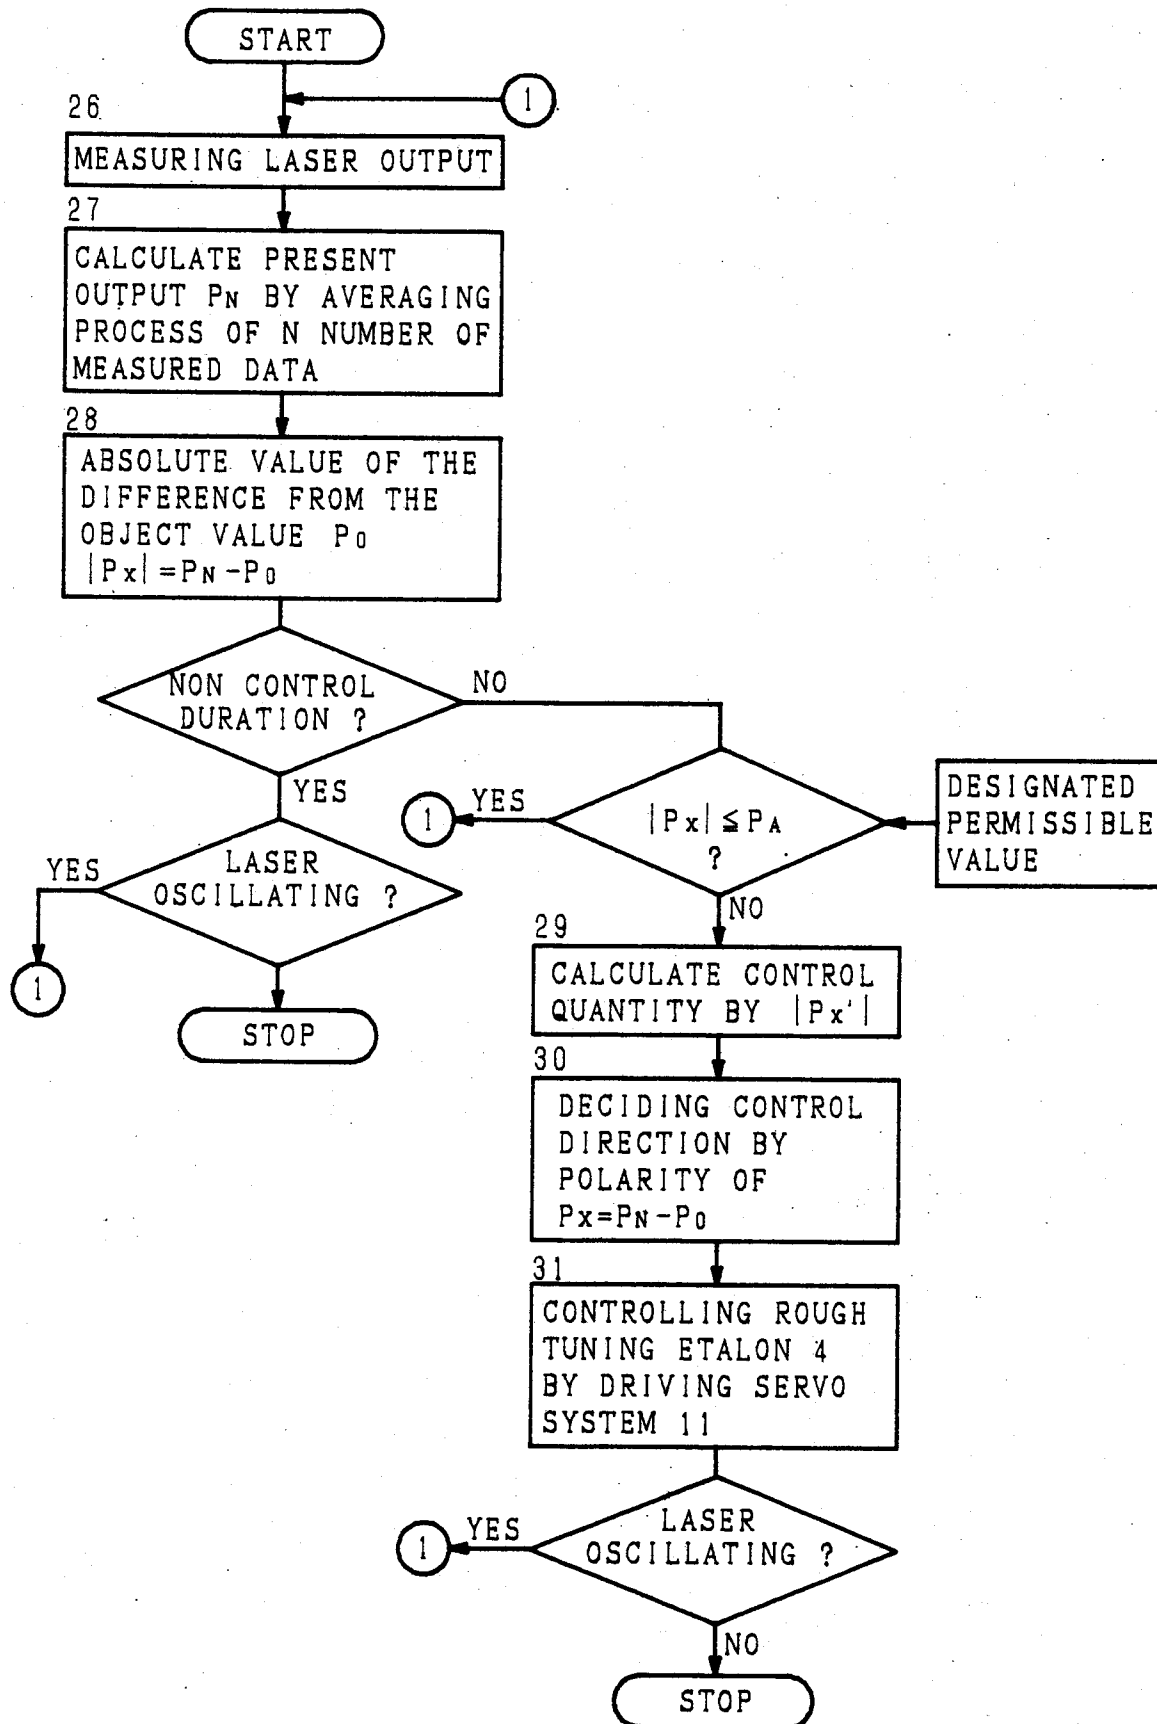 START
1
26
MEASURING LASER OUTPUT
27
CALCULATE PRESENT
OUTPUT PN BY AVERAGING
PROCESS OF N NUMBER OF
MEASURED DATA
28
ABSOLUTE VALUE OF THE
DIFFERENCE FROM THE
OBJECT VALUE P0
|PX|=PN-P0
NON CONTROL
DURATION ?
NO
YES
|PX|≦PA
?
YES
1
DESIGNATED
PERMISSIBLE
VALUE
NO
LASER
OSCILLATING ?
YES
1
STOP
29
CALCULATE CONTROL
QUANTITY BY |PX'|
30
DECIDING CONTROL
DIRECTION BY
POLARITY OF
PX=PN-P0
31
CONTROLLING ROUGH
TUNING ETALON 4
BY DRIVING SERVO
SYSTEM 11
LASER
OSCILLATING ?
YES
1
NO
STOP